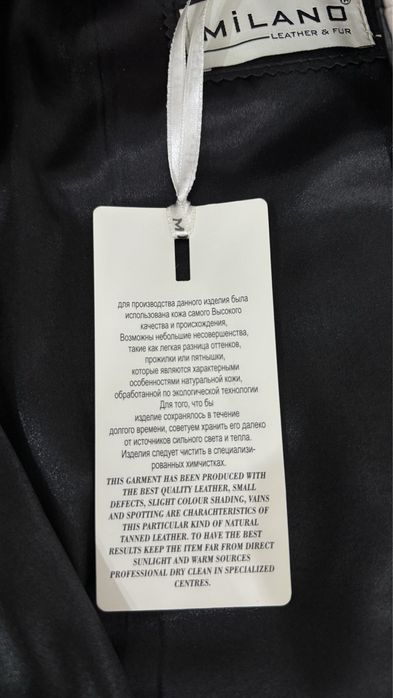 MiLANO
LEATHER & FUR
M
для производства данного изделия была
использована кожа самого Высокого
качества и происхождения,
Возможны небольшие несовершенства,
такие как легкая разница оттенков,
прожилки или пятнышки,
которые являются характерными
особенностями натуральной кожи,
обработанной по экологической технологии
Для того, что бы
изделие сохранялось в течение
долгого времени, советуем хранить его далеко
от источников сильного света и тепла.
Изделия следует чистить в специализи-
рованных химчистках.
THIS GARMENT HAS BEEN PRODUCED WITH
THE BEST QUALITY LEATHER, SMALL
DEFECTS, SLIGHT COLOUR SHADING, VAINS
AND SPOTTING ARE CHARACHTERISTICS OF
THIS PARTICULAR KIND OF NATURAL
TANNED LEATHER. TO HAVE THE BEST
RESULTS KEEP THE ITEM FAR FROM DIRECT
SUNLIGHT AND WARM SOURCES
PROFESSIONAL DRY CLEAN IN SPECIALIZED
CENTRES.